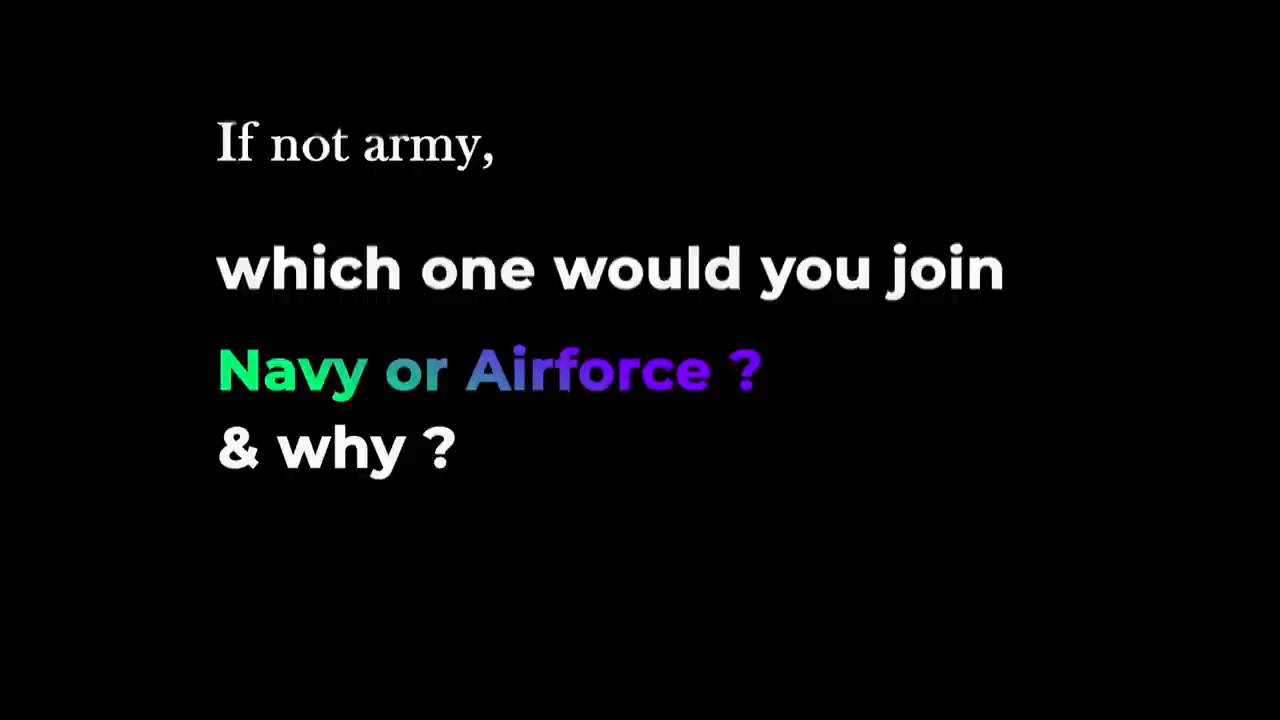 If not army,
which one would you join
Navy or Airforce ?
& why ?